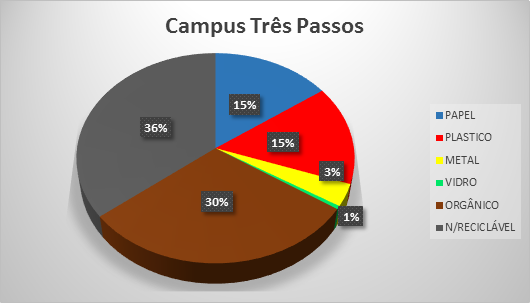 Campus Três Passos
15%
15%
3%
1%
30%
36%
PAPEL
PLASTICO
METAL
VIDRO
ORGÂNICO
N/RECICLÁVEL